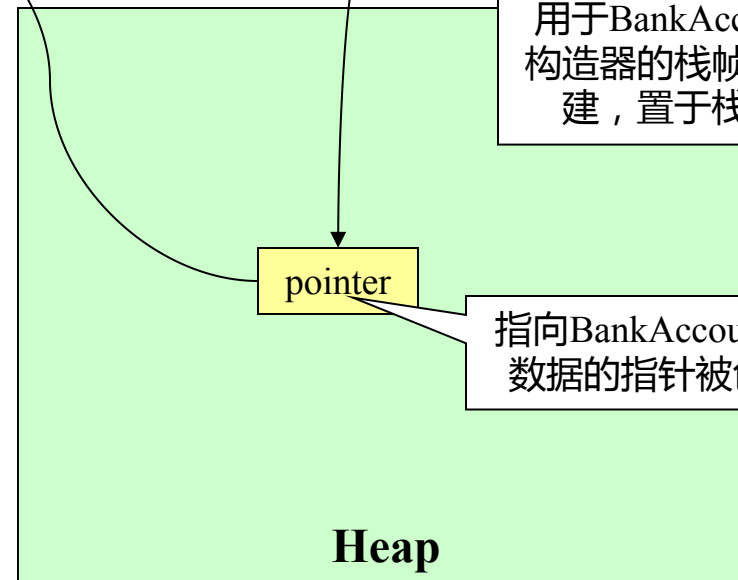 用于BankAcc
构造器的栈帧
建，置于栈
pointer
指向BankAccou
数据的指针被
Heap